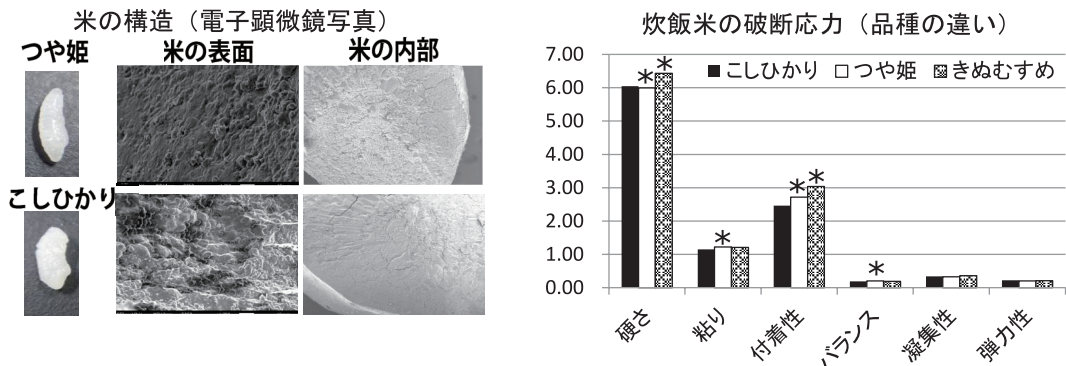 米の構造（電子顕微鏡写真）
つや姫 米の表面 米の内部
こしひかり
炊飯米の破断応力（品種の違い）
7.00
6.00
5.00
4.00
3.00
2.00
1.00
0.00
こしひかり つや姫 きぬむすめ
* *
*
* *
*
硬さ
粘り
付着性
バランス
凝集性
弾力性